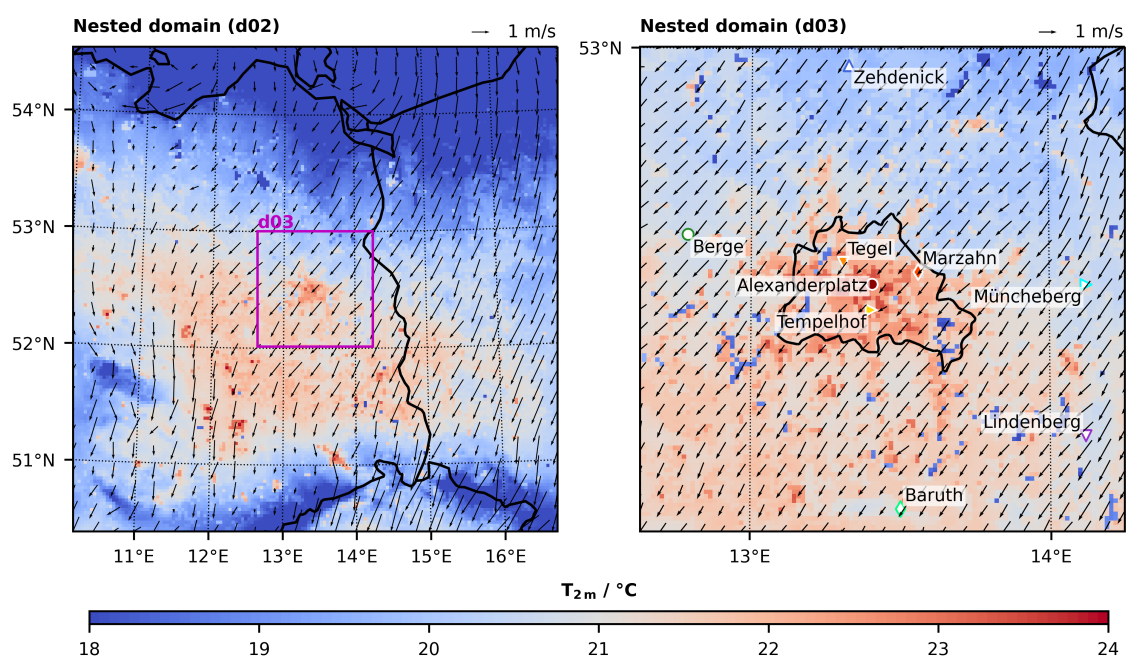 Nested domain (d02)
1 m/s
Nested domain (d03)
1 m/s
54°N
53°N
52°N
51°N
d03
11°E
12°E
13°E
14°E
15°E
16°E
53°N
Zehdenick
Berge
Tegel
Marzahn
Alexanderplatz
Müncheberg
Tempelhof
Lindenberg
Baruth
13°E
14°E
T2m / °C
18
19
20
21
22
23
24